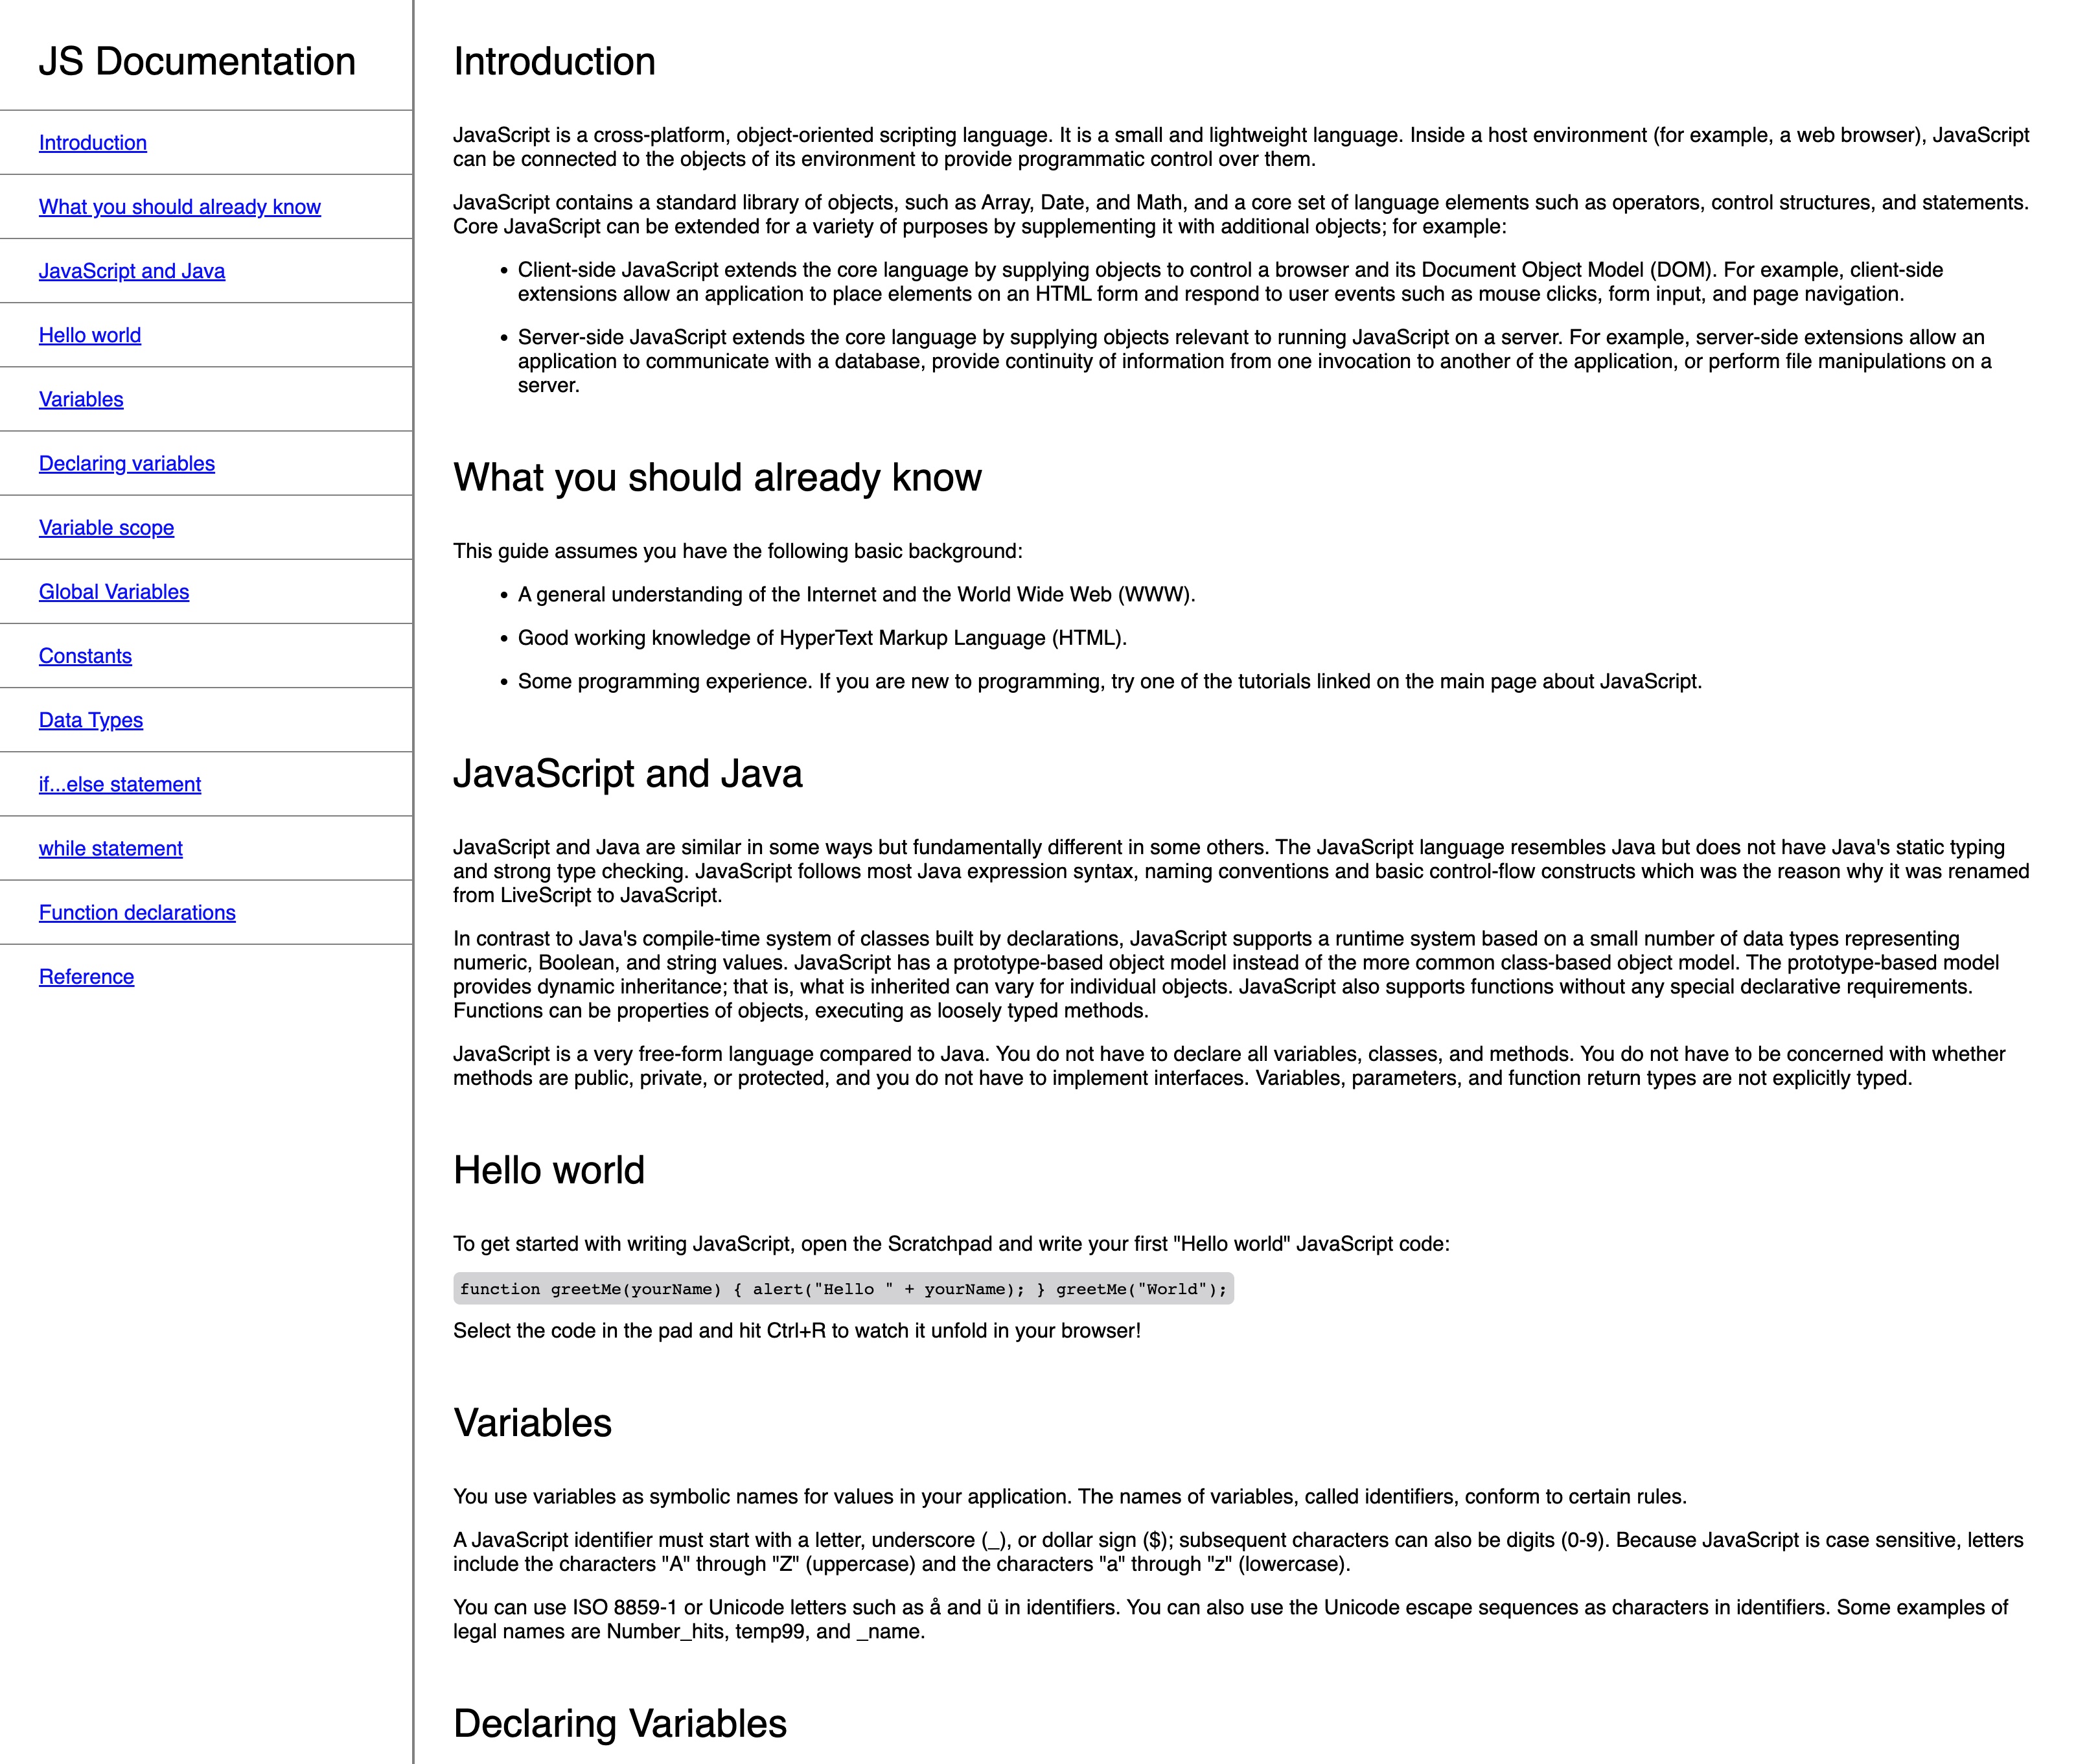 JS Documentation
Introduction
What you should already know
JavaScript and Java
Hello world
Variables
Declaring variables
Variable scope
Global Variables
Constants
Data Types
if...else statement
while statement
Function declarations
Reference
Introduction
JavaScript is a cross-platform, object-oriented scripting language. It is a small and lightweight language. Inside a host environment (for example, a web browser), JavaScript
can be connected to the objects of its environment to provide programmatic control over them.
JavaScript contains a standard library of objects, such as Array, Date, and Math, and a core set of language elements such as operators, control structures, and statements.
Core JavaScript can be extended for a variety of purposes by supplementing it with additional objects; for example:
• Client-side JavaScript extends the core language by supplying objects to control a browser and its Document Object Model (DOM). For example, client-side
extensions allow an application to place elements on an HTML form and respond to user events such as mouse clicks, form input, and page navigation.
• Server-side JavaScript extends the core language by supplying objects relevant to running JavaScript on a server. For example, server-side extensions allow an
application to communicate with a database, provide continuity of information from one invocation to another of the application, or perform file manipulations on a
server.
What you should already know
This guide assumes you have the following basic background:
• A general understanding of the Internet and the World Wide Web (WWW).
• Good working knowledge of HyperText Markup Language (HTML).
• Some programming experience. If you are new to programming, try one of the tutorials linked on the main page about JavaScript.
JavaScript and Java
JavaScript and Java are similar in some ways but fundamentally different in some others. The JavaScript language resembles Java but does not have Java's static typing
and strong type checking. JavaScript follows most Java expression syntax, naming conventions and basic control-flow constructs which was the reason why it was renamed
from LiveScript to JavaScript.
In contrast to Java's compile-time system of classes built by declarations, JavaScript supports a runtime system based on a small number of data types representing
numeric, Boolean, and string values. JavaScript has a prototype-based object model instead of the more common class-based object model. The prototype-based model
provides dynamic inheritance; that is, what is inherited can vary for individual objects. JavaScript also supports functions without any special declarative requirements.
Functions can be properties of objects, executing as loosely typed methods.
JavaScript is a very free-form language compared to Java. You do not have to declare all variables, classes, and methods. You do not have to be concerned with whether
methods are public, private, or protected, and you do not have to implement interfaces. Variables, parameters, and function return types are not explicitly typed.
Hello world
To get started with writing JavaScript, open the Scratchpad and write your first "Hello world" JavaScript code:
function greetMe(yourName) { alert("Hello " + yourName); } greetMe("World");
Select the code in the pad and hit Ctrl+R to watch it unfold in your browser!
Variables
You use variables as symbolic names for values in your application. The names of variables, called identifiers, conform to certain rules.
A JavaScript identifier must start with a letter, underscore (_), or dollar sign ($); subsequent characters can also be digits (0-9). Because JavaScript is case sensitive, letters
include the characters "A" through "Z" (uppercase) and the characters "a" through "z" (lowercase).
You can use ISO 8859-1 or Unicode letters such as å and ü in identifiers. You can also use the Unicode escape sequences as characters in identifiers. Some examples of
legal names are Number_hits, temp99, and _name.
Declaring Variables